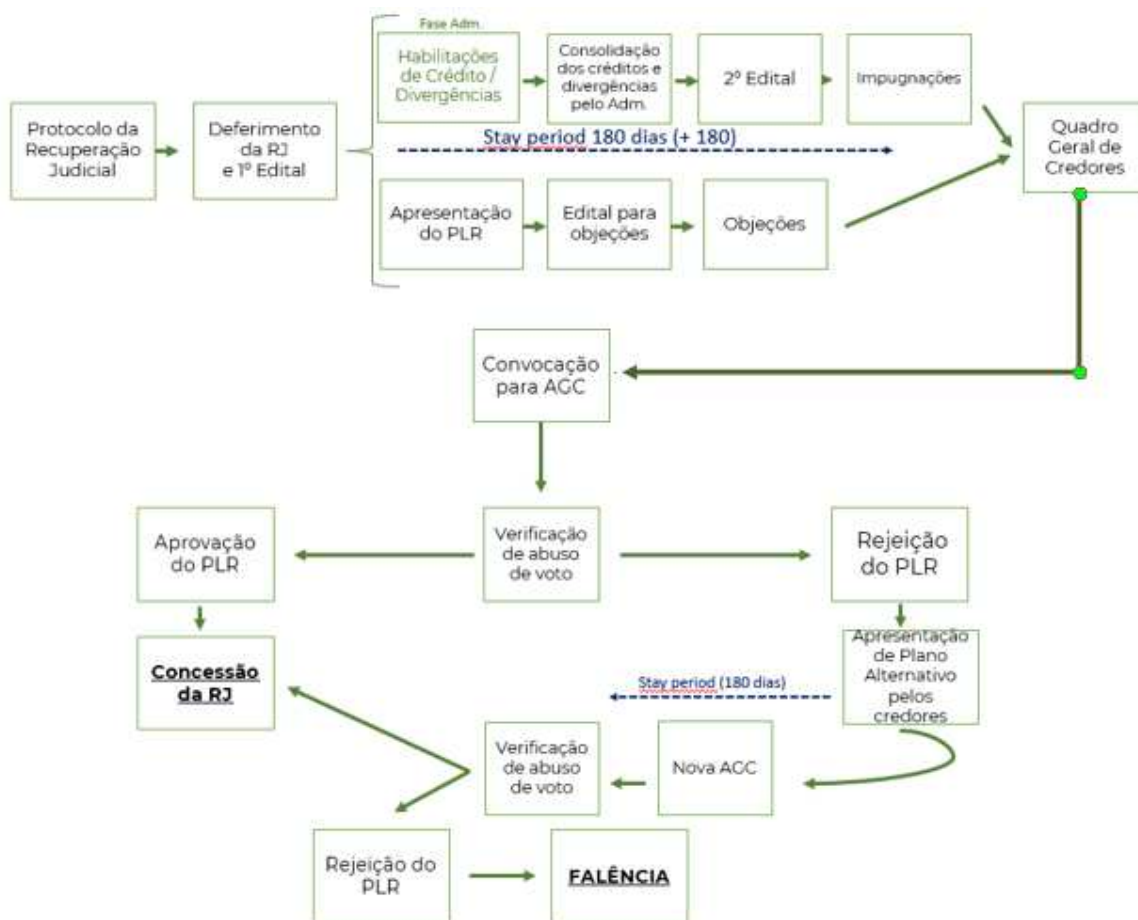 Fase Adm.
Habilitações
de Crédito /
Divergências
Consolidação
dos créditos e
divergências
pelo Adm.
2º Edital
Impugnações
Protocolo da
Recuperação
Judicial
Deferimento
da RJ
e 1º Edital
Stay period 180 dias (+ 180)
Quadro
Geral de
Credores
Apresentação
do PLR
Edital para
objeções
Objeções
Convocação
para AGC
Aprovação
do PLR
Verificação
de abuso
de voto
Rejeição
do PLR
Concessão
da RJ
Apresentação
de Plano
Alternativo
pelos
credores
Stay period (180 dias)
Verificação
de abuso
de voto
Nova AGC
Rejeição do
PLR
FALÊNCIA